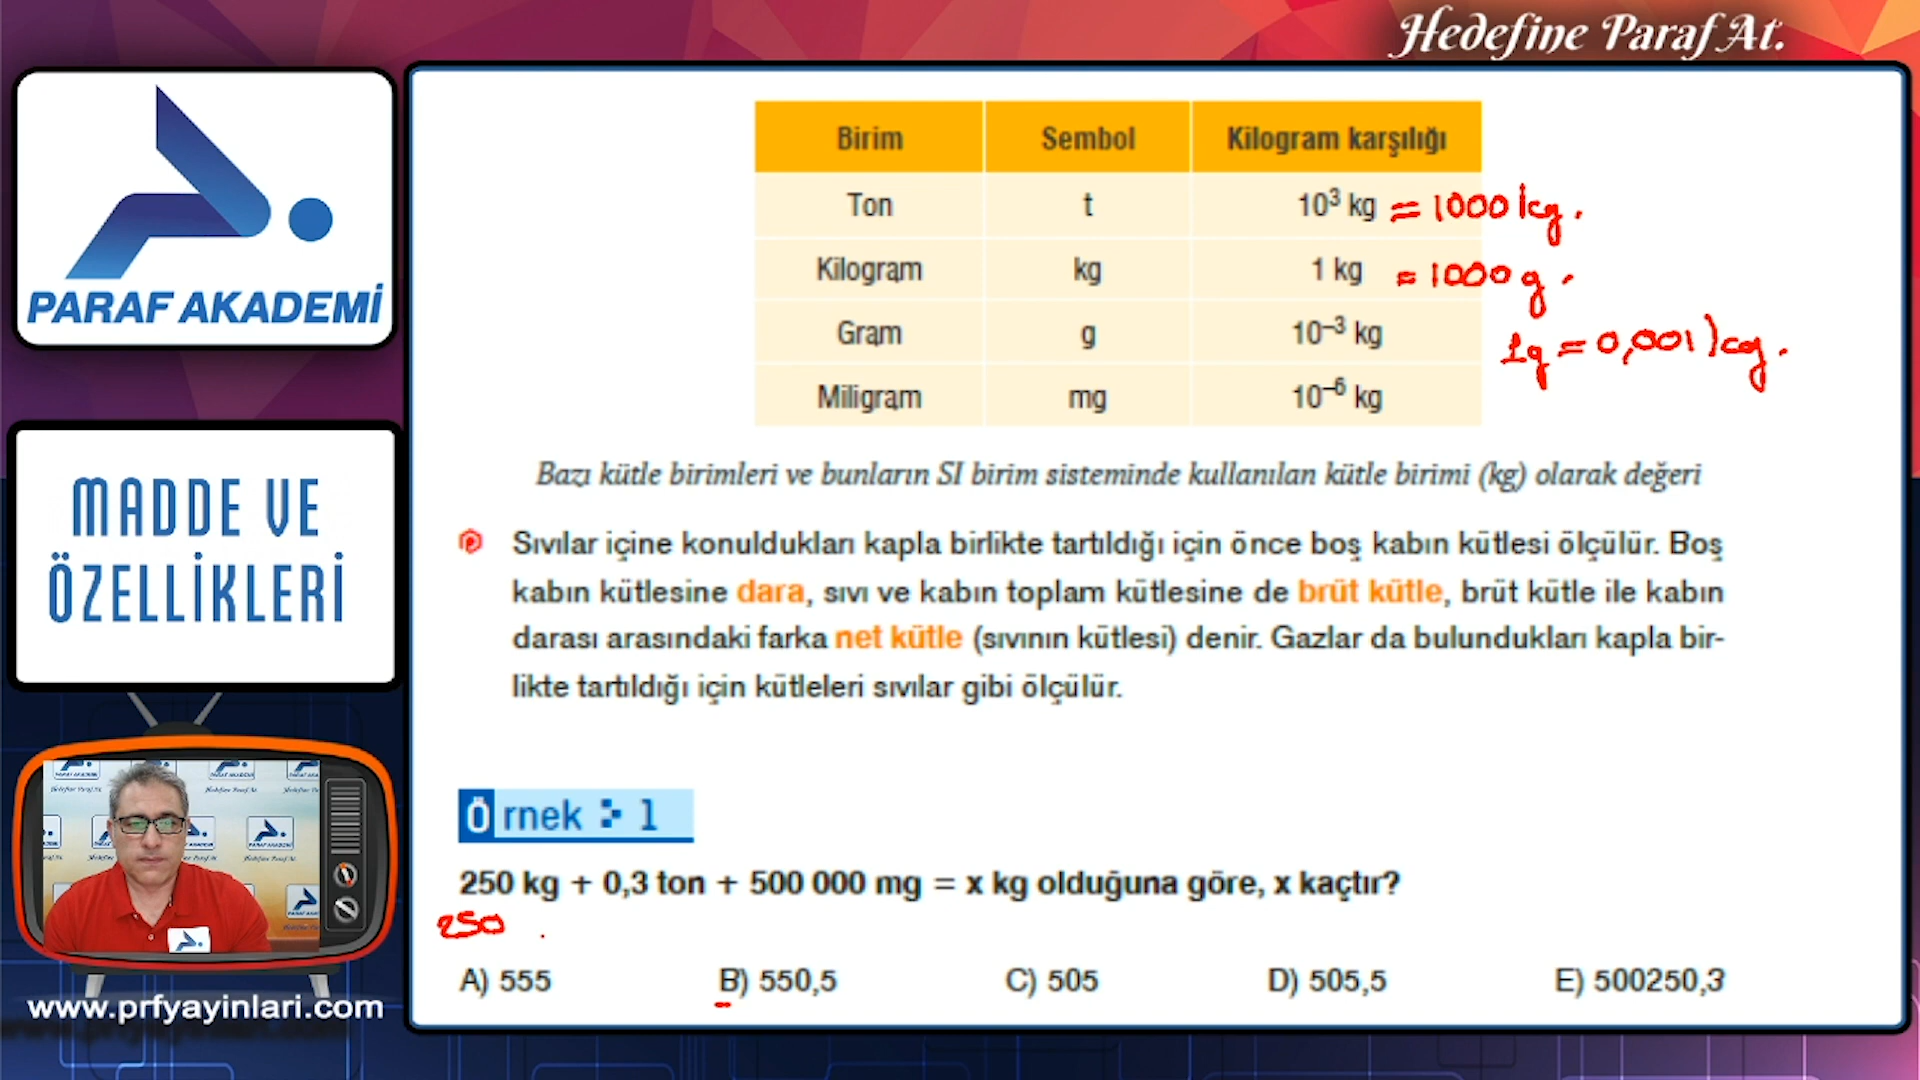 Hedefine Paraf At.
PARAF AKADEMİ
MADDE VE
ÖZELLİKLERİ
www.prfyayinlari.com
Birim Sembol Kilogram karşılığı
Ton t 10³ kg = 1000 kg.
Kilogram kg 1 kg = 1000 g.
Gram g 10⁻³ kg 1g = 0,001 kg.
Miligram mg 10⁻⁶ kg
Bazı kütle birimleri ve bunların SI birim sisteminde kullanılan kütle birimi (kg) olarak değeri
Sıvılar içine konuldukları kapla birlikte tartıldığı için önce boş kabın kütlesi ölçülür. Boş
kabın kütlesine dara, sıvı ve kabın toplam kütlesine de brüt kütle, brüt kütle ile kabın
darası arasındaki farka net kütle (sıvının kütlesi) denir. Gazlar da bulundukları kapla bir-
likte tartıldığı için kütleleri sıvılar gibi ölçülür.
Örnek 1
250 kg + 0,3 ton + 500 000 mg = x kg olduğuna göre, x kaçtır?
250
A) 555 B) 550,5 C) 505 D) 505,5 E) 500250,3